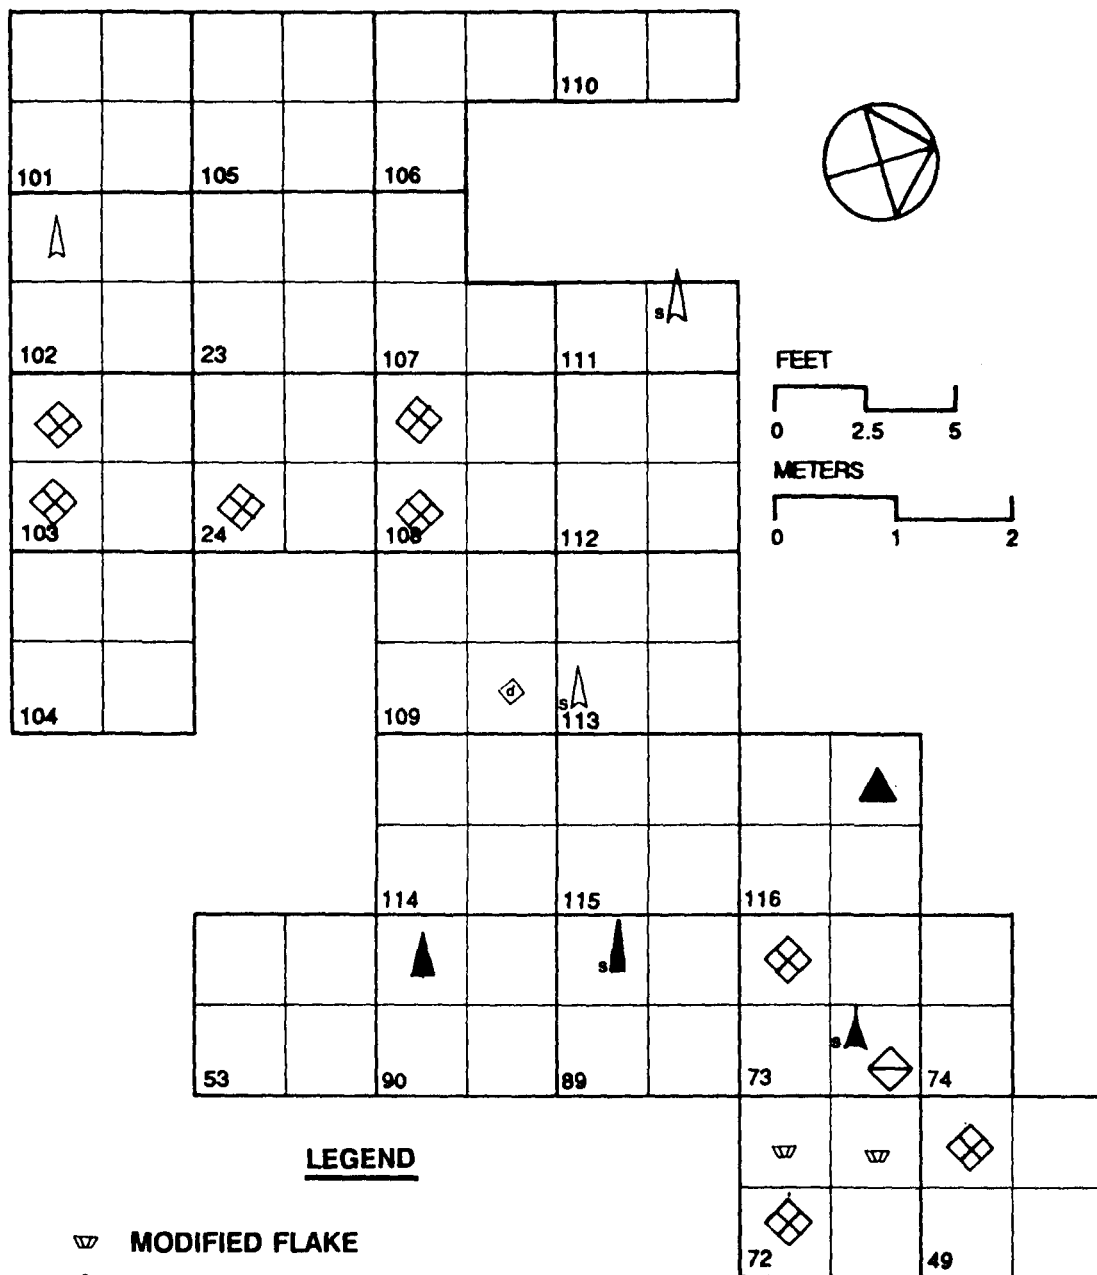 110
101 105 106
s
102 23 107 111
FEET
0 2.5 5
METERS
103 24 108 112
0 1 2
d
s
104 109 113
114 115 116
s
s
53 90 89 73 74
LEGEND
MODIFIED FLAKE
72 49